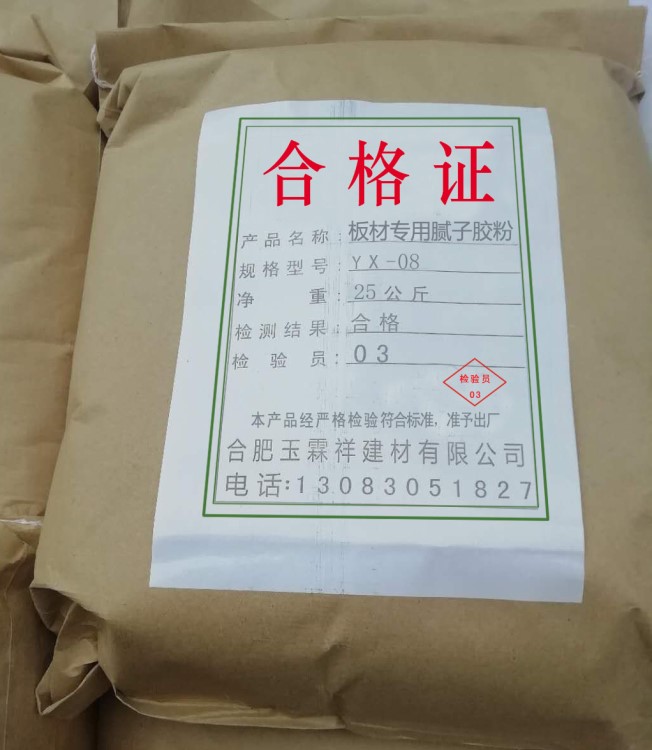 合格证
产品名称：板材专用腻子胶粉
规格型号：YX-08
净 重：25公斤
检测结果：合格
检验员：03
检验员
03
本产品经严格检验符合标准，准予出厂
合肥玉霖祥建材有限公司
电话:13083051827